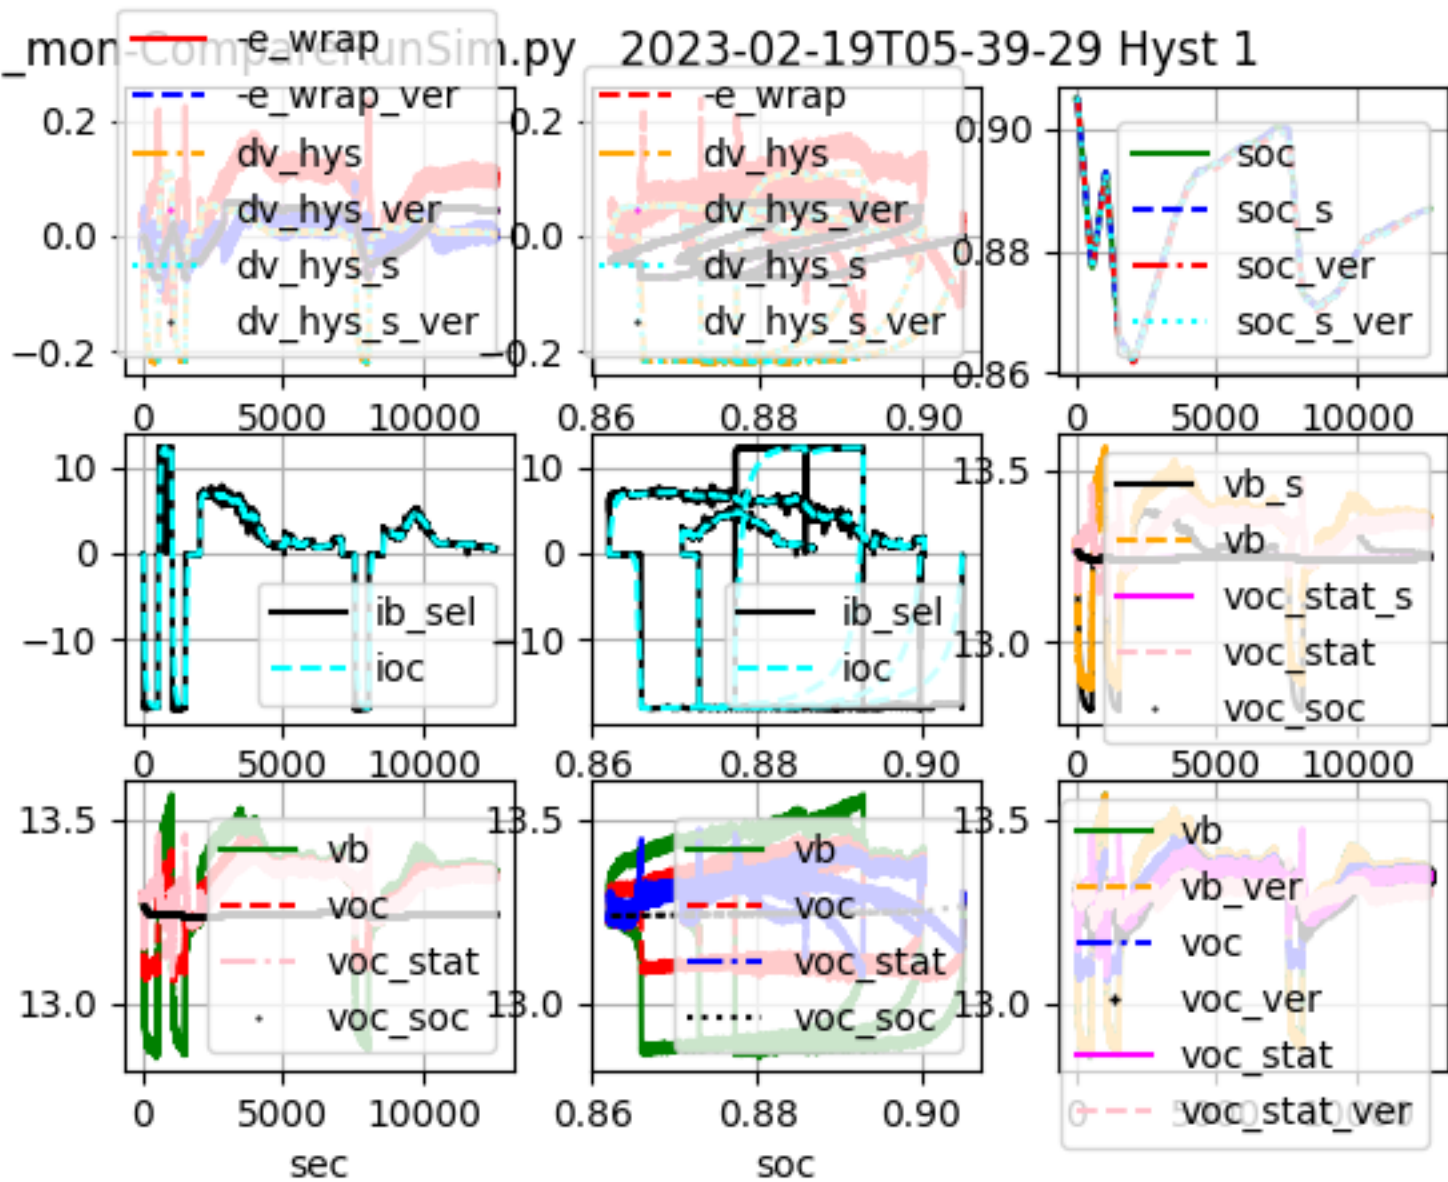 _mon-CompareRunSim.py 2023-02-19T05-39-29 Hyst 1
-e_wrap
-e_wrap_ver
dv_hys
dv_hys_ver
dv_hys_s
dv_hys_s_ver
0.2
0.0
−0.2
0 5000 10000
-e_wrap
dv_hys
dv_hys_ver
dv_hys_s
dv_hys_s_ver
0.2
0.0
−0.2
0.86 0.88 0.90
soc
soc_s
soc_ver
soc_s_ver
0.90
0.88
0.86
0 5000 10000
10
0
−10
ib_sel
ioc
0 5000 10000
10
0
−10
ib_sel
ioc
0.86 0.88 0.90
13.5
13.0
vb_s
vb
voc_stat_s
voc_stat
voc_soc
0 5000 10000
13.5
13.0
vb
voc
voc_stat
voc_soc
0 5000 10000
sec
13.5
13.0
vb
voc
voc_stat
voc_soc
0.86 0.88 0.90
soc
13.5
13.0
vb
vb_ver
voc
voc_ver
voc_stat
voc_stat_ver
0 5000 10000